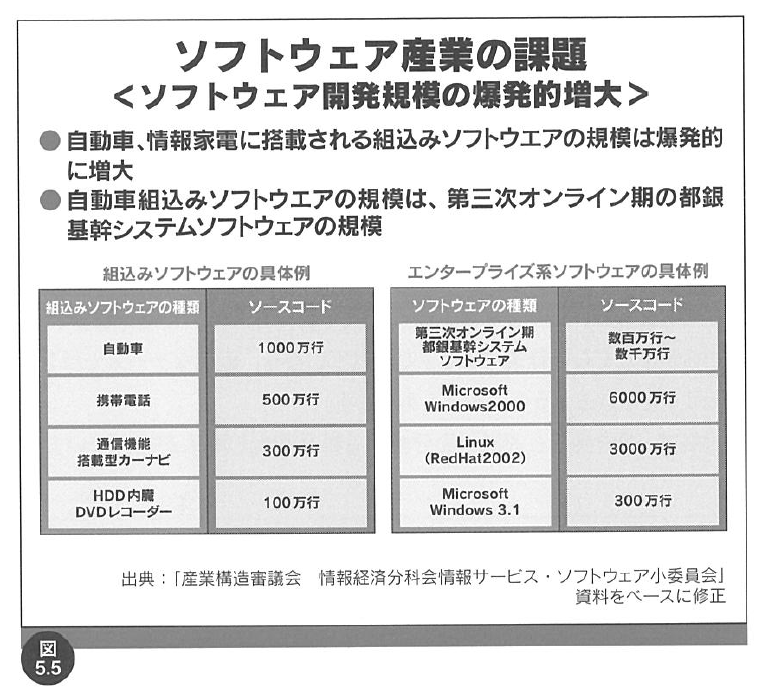 ソフトウェア産業の課題
＜ソフトウェア開発規模の爆発的増大＞
●自動車、情報家電に搭載される組込みソフトウエアの規模は爆発的
に増大
●自動車組込みソフトウエアの規模は、第三次オンライン期の都銀
基幹システムソフトウェアの規模
組込みソフトウェアの具体例
組込みソフトウェアの種類 ソースコード
自動車 1000万行
携帯電話 500万行
通信機能
搭載型カーナビ
300万行
HDD内臓
DVDレコーダー
100万行
エンタープライズ系ソフトウェアの具体例
ソフトウェアの種類 ソースコード
第三次オンライン期
都銀基幹システム
ソフトウェア
数百万行～
数千万行
Microsoft
Windows2000
6000万行
Linux
(RedHat2002)
3000万行
Microsoft
Windows 3.1
300万行
出典：「産業構造審議会　情報経済分科会情報サービス・ソフトウェア小委員会」
資料をベースに修正
図
5.5